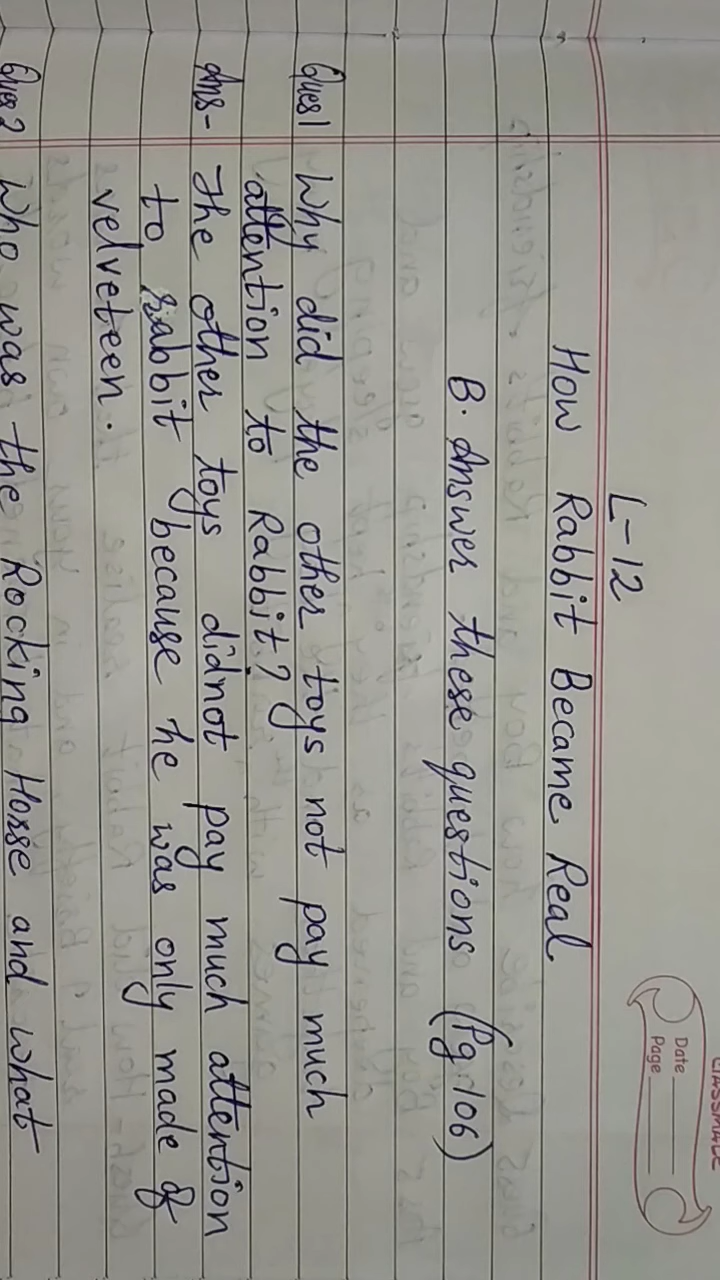 CLASSMATE
Date
Page
L-12
How Rabbit Became Real
B. Answer these questions (Pg.106)
Ques1 Why did the other toys not pay much
attention to Rabbit?
Ans- The other toys didnot pay much attention
to rabbit because he was only made of
velveteen.
Ques2 Who was the Rocking Horse and what